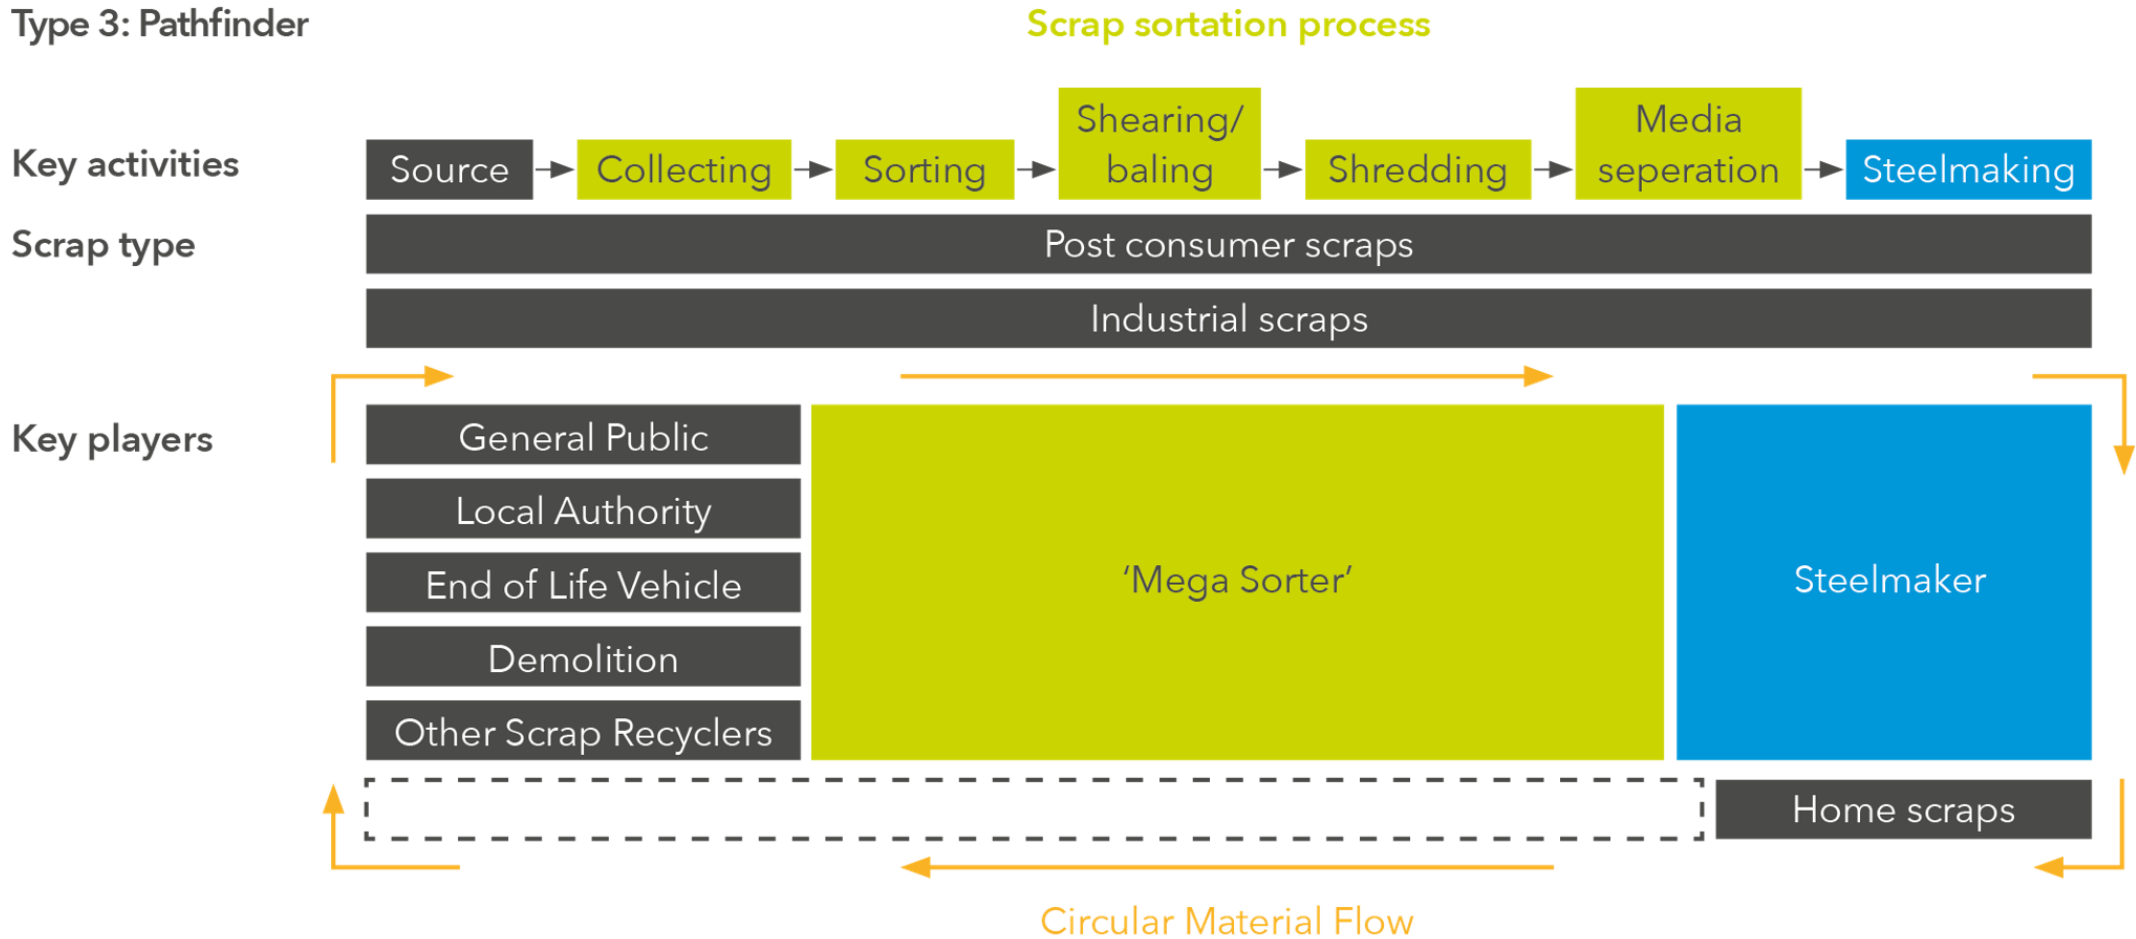 Type 3: Pathfinder
Scrap sortation process
Key activities
Source
Collecting
Sorting
Shearing/
baling
Shredding
Media
seperation
Steelmaking
Scrap type
Post consumer scraps
Industrial scraps
Key players
General Public
Local Authority
End of Life Vehicle
Demolition
Other Scrap Recyclers
‘Mega Sorter’
Steelmaker
Home scraps
Circular Material Flow